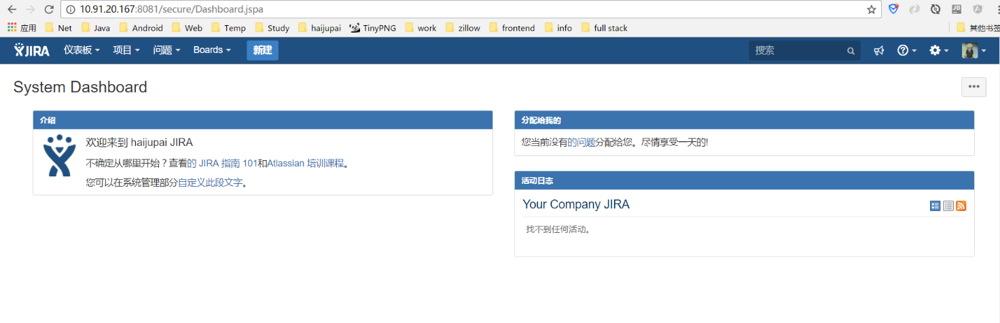 10.91.20.167:8081/secure/Dashboard.jspa
应用 Net Java Android Web Temp Study haijupai TinyPNG work zillow frontend info full stack 其他书签
JIRA 仪表板 项目 问题 Boards 新建 搜索
System Dashboard
介绍
欢迎来到 haijupai JIRA
不确定从哪里开始？查看的 JIRA 指南 101和Atlassian 培训课程。
您可以在系统管理部分自定义此段文字。
分配给我的
您当前没有的问题分配给您。尽情享受一天的!
活动日志
Your Company JIRA
找不到任何活动。